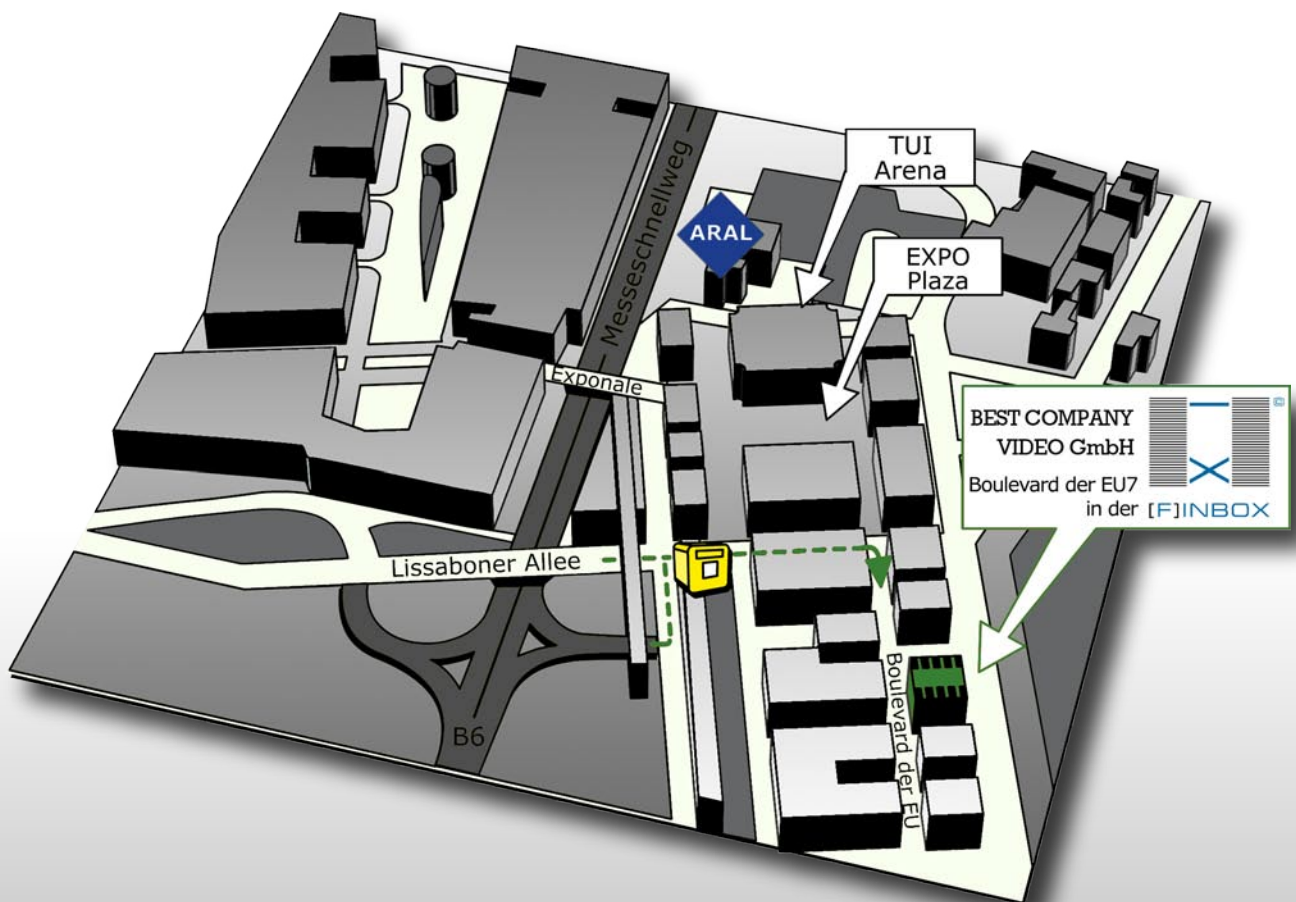 TUI
Arena
ARAL
EXPO
Plaza
Messeschnellweg
Exponale
BEST COMPANY
VIDEO GmbH
©
Boulevard der EU7
in der [F]INBOX
Lissaboner Allee
Boulevard der EU
B6